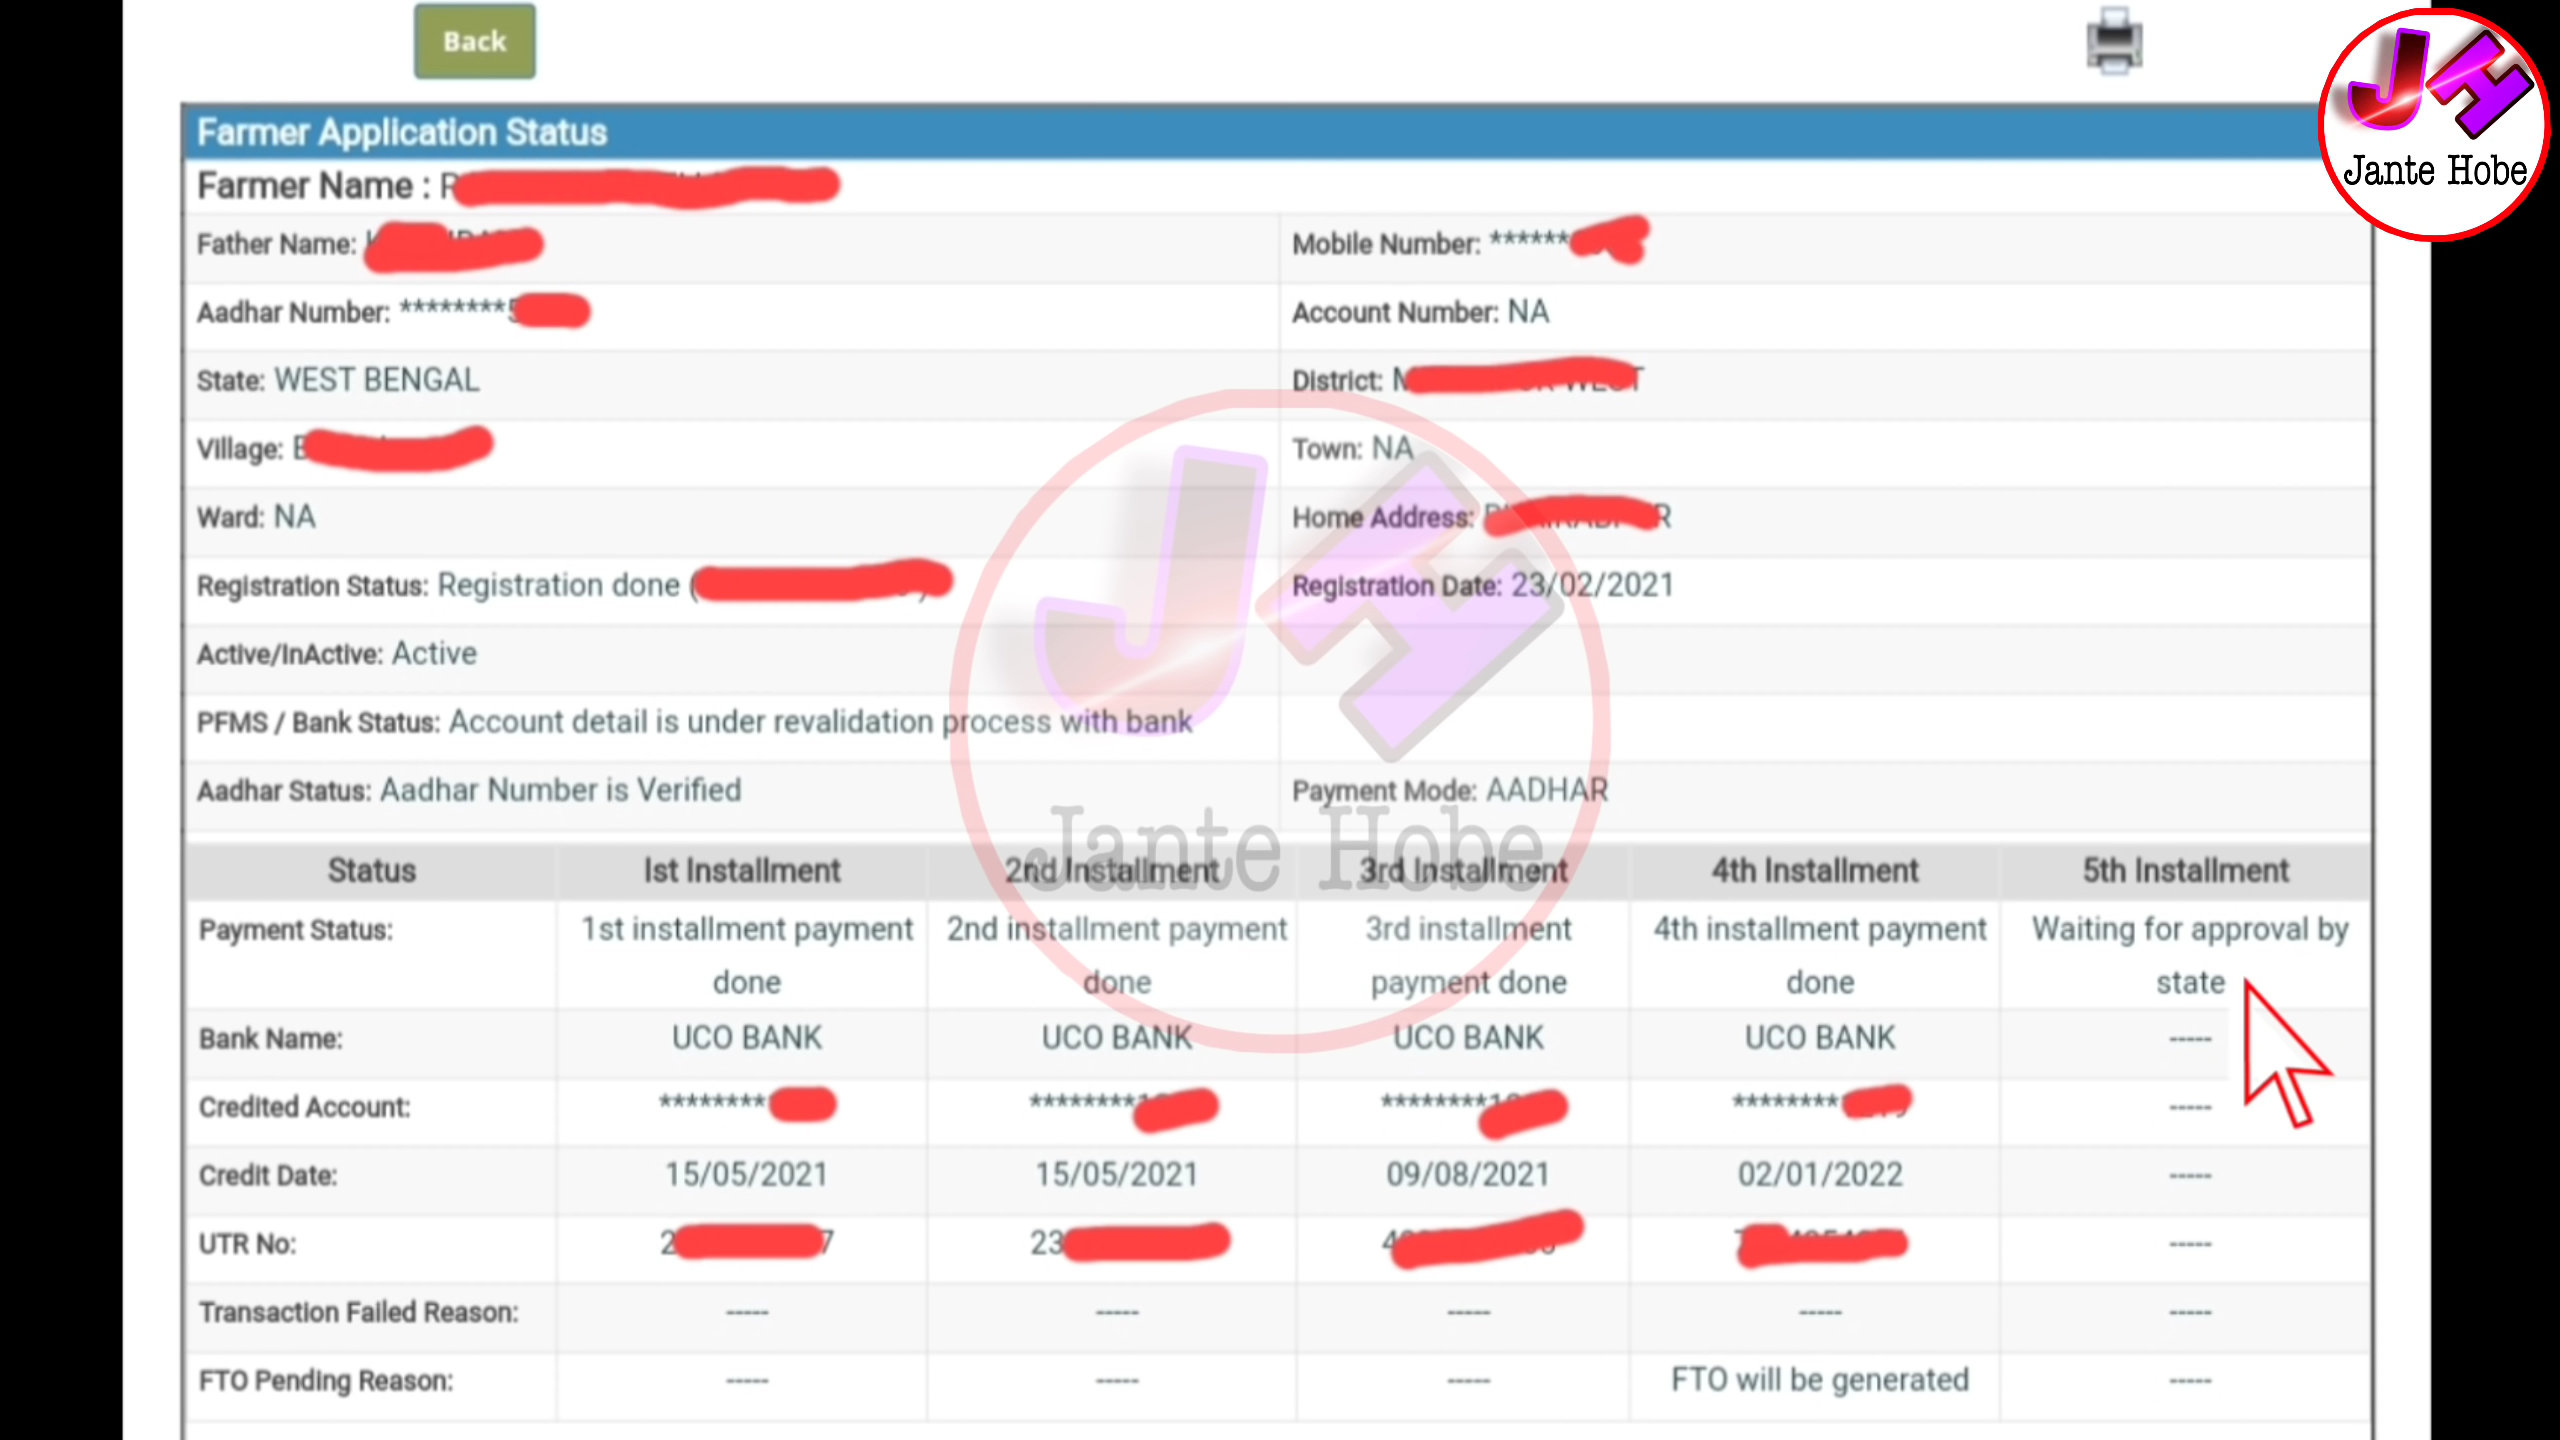 Back
Jante Hobe
Farmer Application Status
Farmer Name :
Father Name:
Mobile Number: ******
Aadhar Number: ********
Account Number: NA
State: WEST BENGAL
District: WEST
Village:
Town: NA
Ward: NA
Home Address:
Registration Status: Registration done (
Registration Date: 23/02/2021
Active/InActive: Active
PFMS / Bank Status: Account detail is under revalidation process with bank
Aadhar Status: Aadhar Number is Verified
Payment Mode: AADHAR
Jante Hobe
Status Ist Installment 2nd Installment 3rd Installment 4th Installment 5th Installment
Payment Status: 1st installment payment 2nd installment payment 3rd installment 4th installment payment Waiting for approval by
done done payment done done state
Bank Name: UCO BANK UCO BANK UCO BANK UCO BANK -----
Credited Account: ******** ******** ******** ******** -----
Credit Date: 15/05/2021 15/05/2021 09/08/2021 02/01/2022 -----
UTR No: -----
Transaction Failed Reason: ----- ----- ----- ----- -----
FTO Pending Reason: ----- ----- ----- FTO will be generated -----